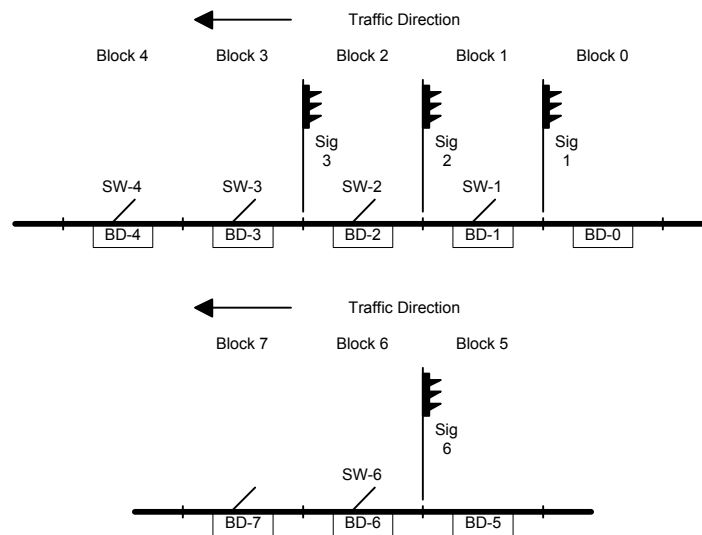 Traffic Direction
Block 4 Block 3 Block 2 Block 1 Block 0
Sig 3
Sig 2
Sig 1
SW-4 SW-3 SW-2 SW-1
BD-4 BD-3 BD-2 BD-1 BD-0
Traffic Direction
Block 7 Block 6 Block 5
Sig 6
SW-6
BD-7 BD-6 BD-5